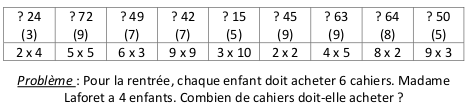 ? 24 ? 72 ? 49 ? 42 ? 15 ? 45 ? 63 ? 64 ? 50
(3) (9) (7) (7) (5) (9) (9) (8) (5)
2 x 4 5 x 5 6 x 3 9 x 9 3 x 10 2 x 2 4 x 5 8 x 2 9 x 3
Problème : Pour la rentrée, chaque enfant doit acheter 6 cahiers. Madame
Laforet a 4 enfants. Combien de cahiers doit-elle acheter ?